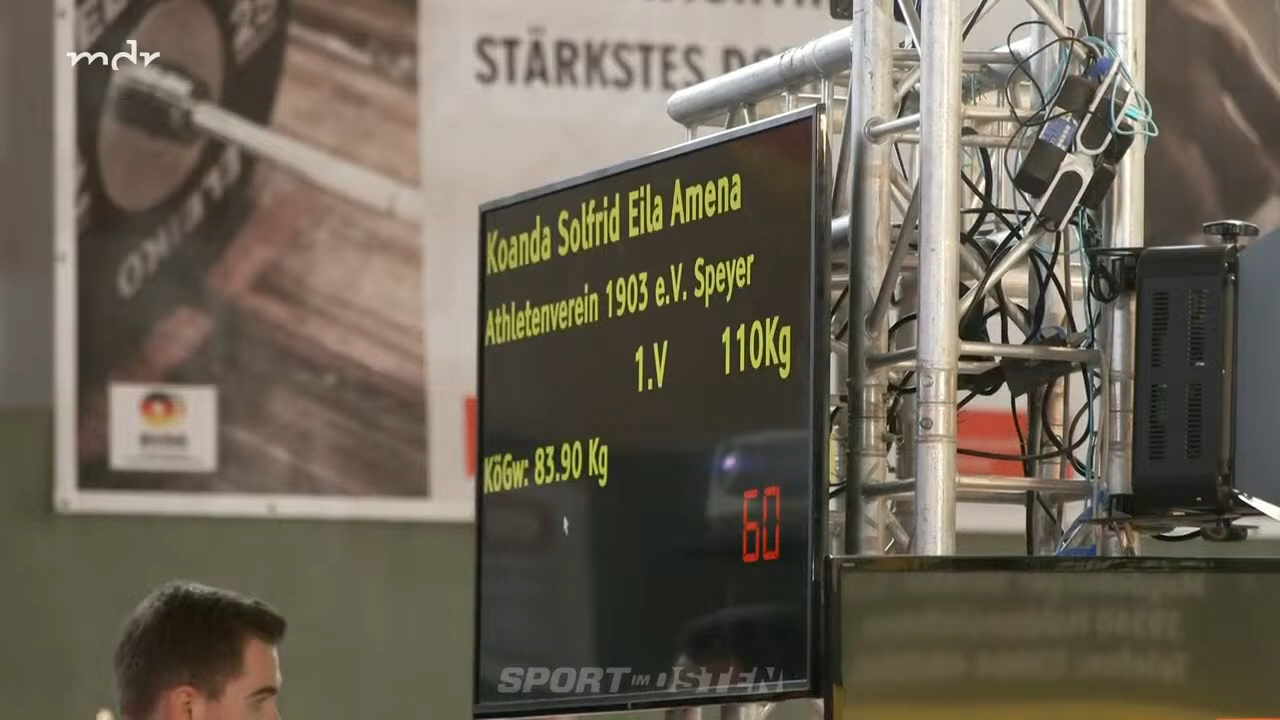 mdr
STÄRKSTES
Koanda Solfrid Eila Amena
Athletenverein 1903 e.V. Speyer
1.V 110Kg
KöGw: 83.90 Kg
60
ELEIKO
SPORT IM OSTEN